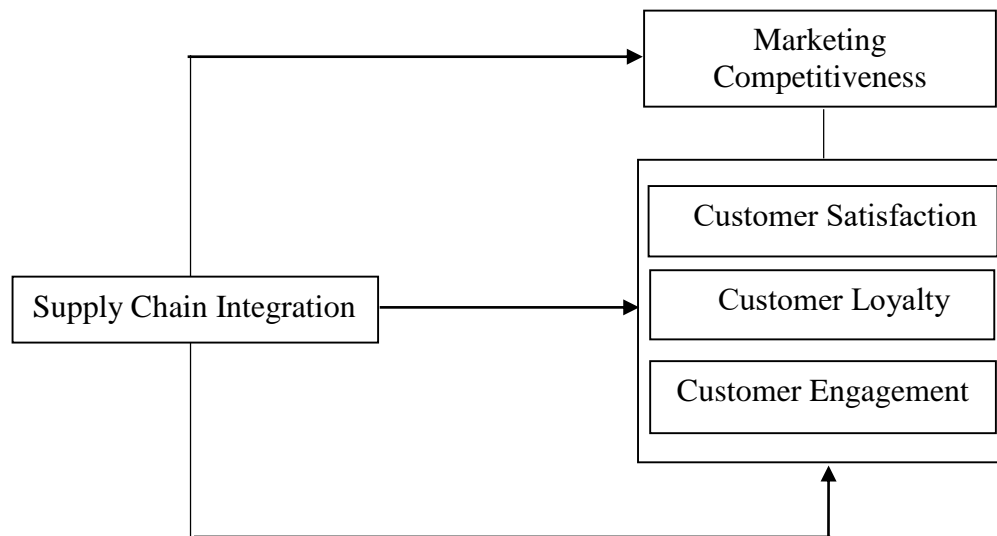 Marketing
Competitiveness
Customer Satisfaction
Supply Chain Integration
Customer Loyalty
Customer Engagement